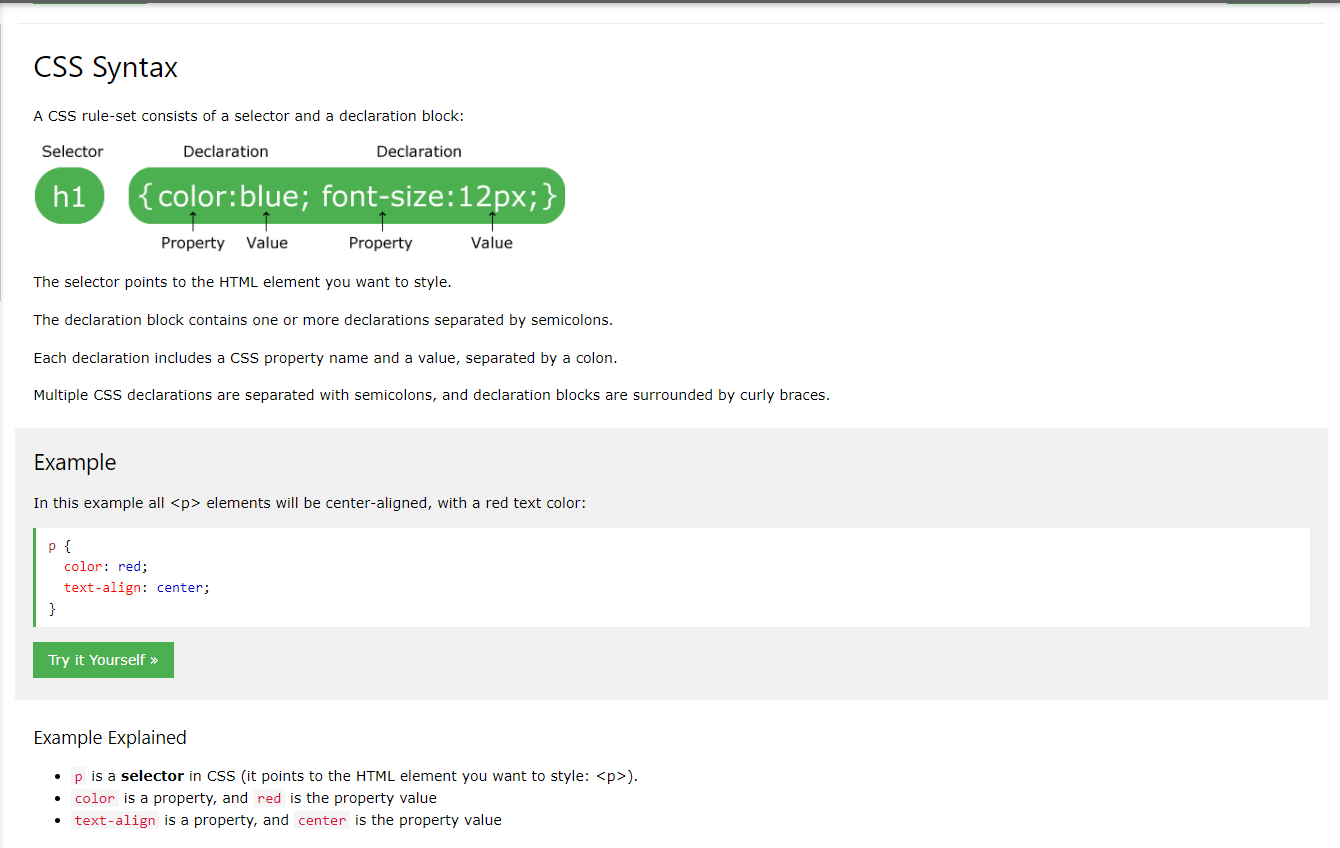 CSS Syntax
A CSS rule-set consists of a selector and a declaration block:
Selector Declaration Declaration
h1 {color:blue; font-size:12px;}
Property Value Property Value
The selector points to the HTML element you want to style.
The declaration block contains one or more declarations separated by semicolons.
Each declaration includes a CSS property name and a value, separated by a colon.
Multiple CSS declarations are separated with semicolons, and declaration blocks are surrounded by curly braces.
Example
In this example all <p> elements will be center-aligned, with a red text color:
p {
  color: red;
  text-align: center;
}
Try it Yourself »
Example Explained
• p is a selector in CSS (it points to the HTML element you want to style: <p>).
• color is a property, and red is the property value
• text-align is a property, and center is the property value